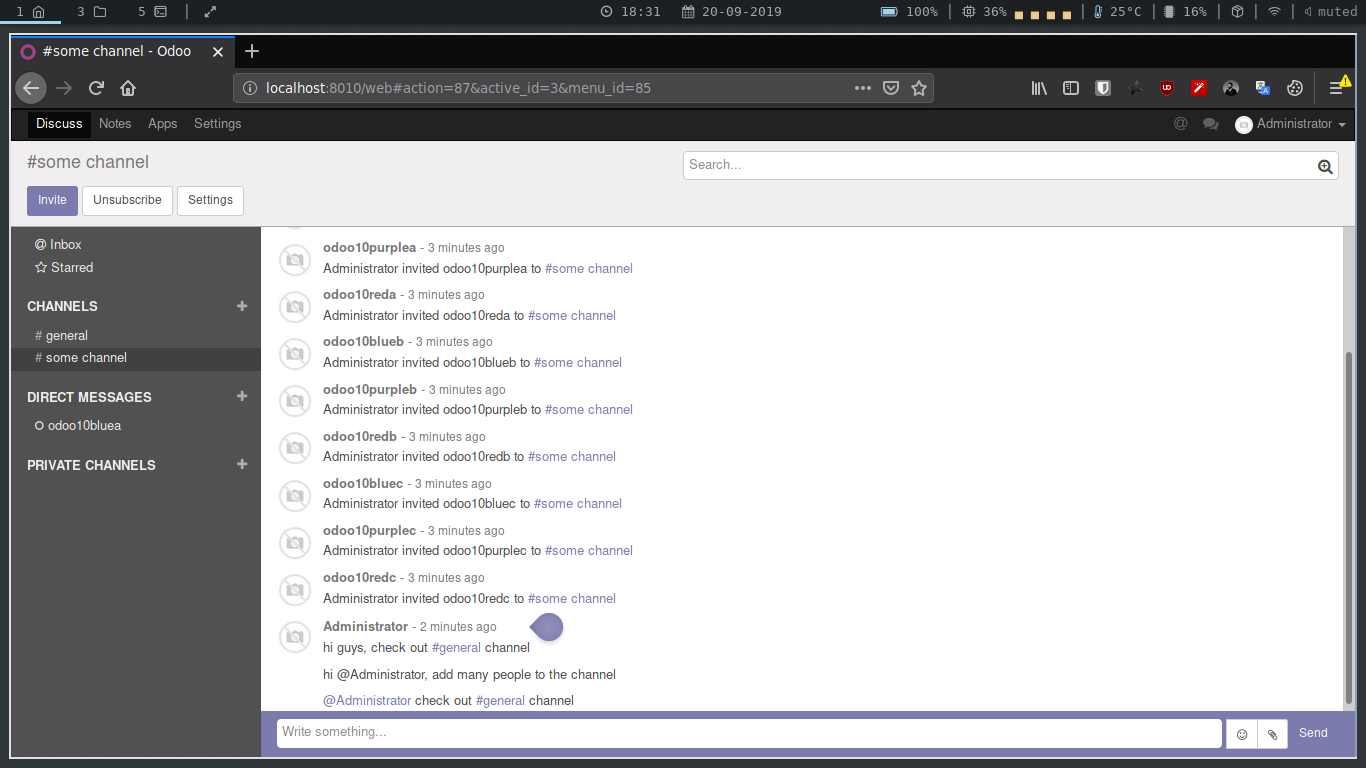 1 3 5 18:31 20-09-2019 100% 36% 25°C 16% muted
#some channel - Odoo
localhost:8010/web#action=87&active_id=3&menu_id=85
Discuss Notes Apps Settings @ Administrator
#some channel
Search...
Invite Unsubscribe Settings
@ Inbox
Starred
CHANNELS +
# general
# some channel
DIRECT MESSAGES +
odoo10bluea
PRIVATE CHANNELS +
odoo10purplea - 3 minutes ago
Administrator invited odoo10purplea to #some channel
odoo10reda - 3 minutes ago
Administrator invited odoo10reda to #some channel
odoo10blueb - 3 minutes ago
Administrator invited odoo10blueb to #some channel
odoo10purpleb - 3 minutes ago
Administrator invited odoo10purpleb to #some channel
odoo10redb - 3 minutes ago
Administrator invited odoo10redb to #some channel
odoo10bluec - 3 minutes ago
Administrator invited odoo10bluec to #some channel
odoo10purplec - 3 minutes ago
Administrator invited odoo10purplec to #some channel
odoo10redc - 3 minutes ago
Administrator invited odoo10redc to #some channel
Administrator - 2 minutes ago
hi guys, check out #general channel
hi @Administrator, add many people to the channel
@Administrator check out #general channel
Write something...
Send